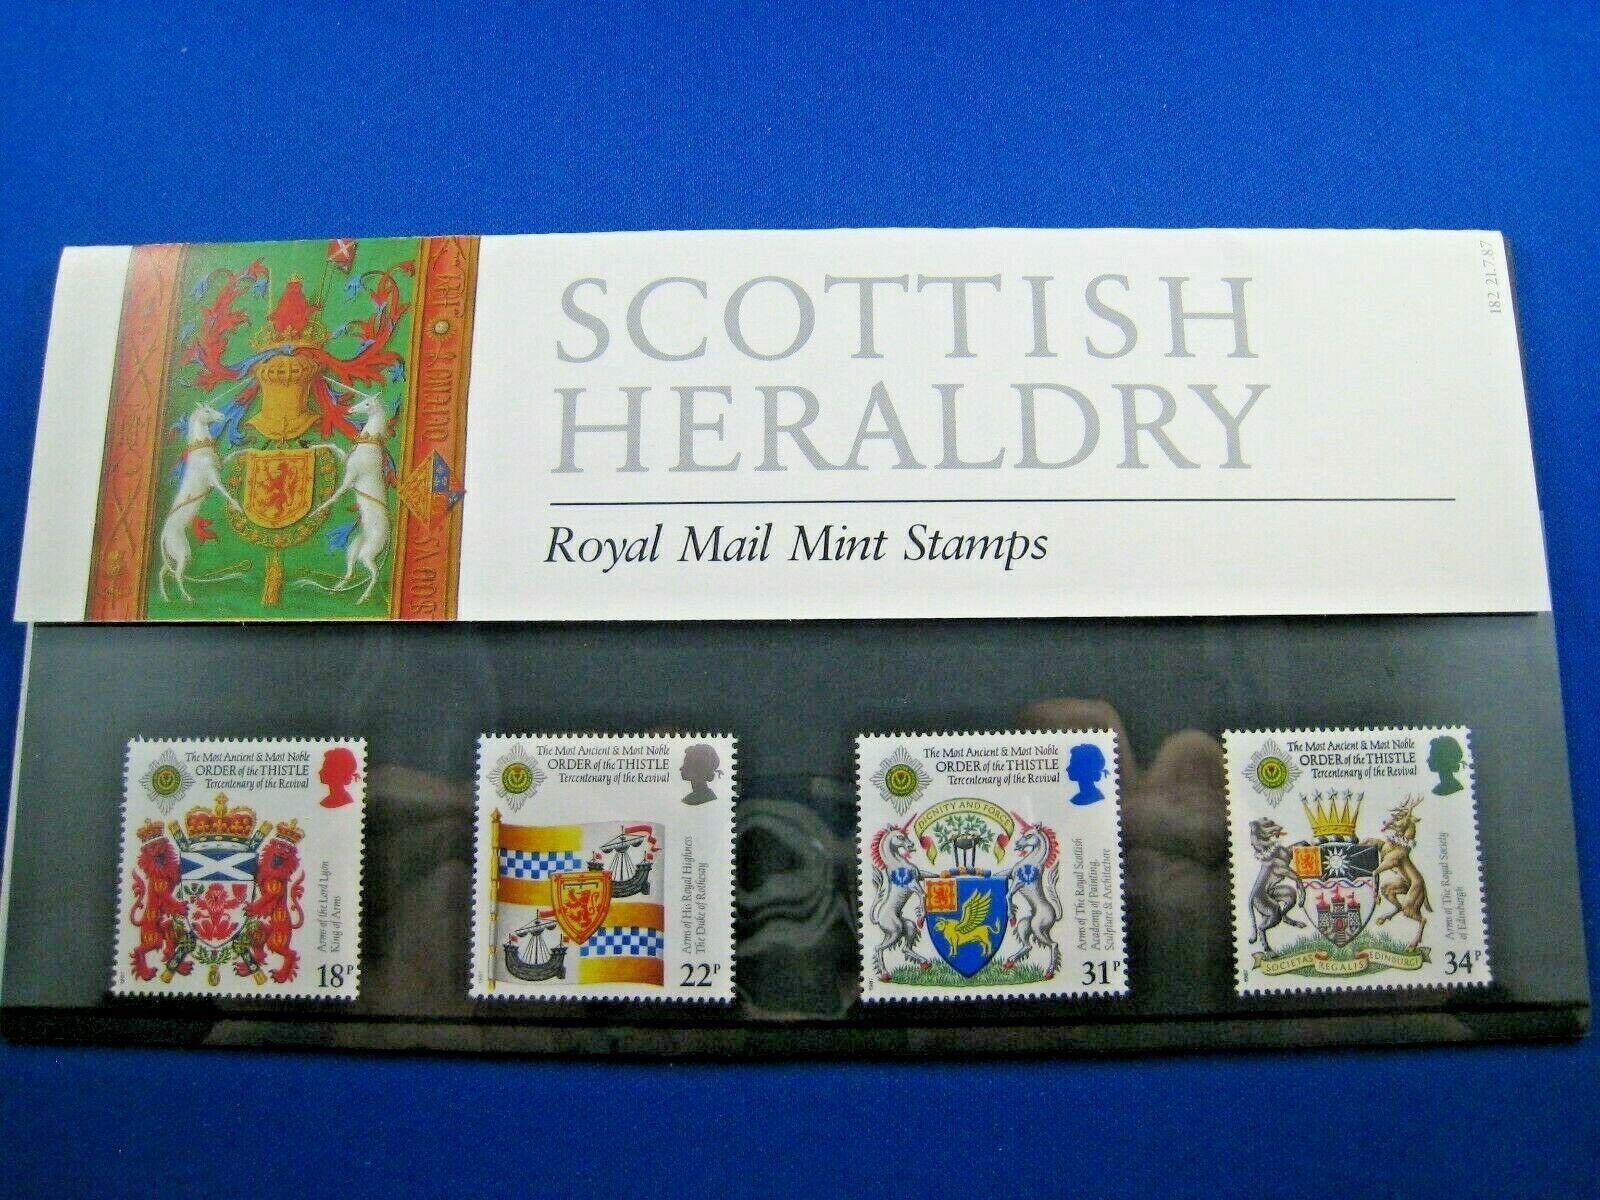 SCOTTISH
HERALDRY
Royal Mail Mint Stamps
182 21.7.87
The Most Ancient & Most Noble
ORDER of the THISTLE
Tercentenary of the Revival
Arms of the Lord Lyon
King of Arms
18P
1987
The Most Ancient & Most Noble
ORDER of the THISTLE
Tercentenary of the Revival
Arms of His Royal Highness
The Duke of Rothesay
22P
1987
The Most Ancient & Most Noble
ORDER of the THISTLE
Tercentenary of the Revival
DIGNITY AND FORCE
Arms of The Royal Scottish
Academy of Painting,
Sculpture & Architecture
31P
1987
The Most Ancient & Most Noble
ORDER of the THISTLE
Tercentenary of the Revival
Arms of The Royal Society
of Edinburgh
SOCIETAS REGALIS EDINBURGI
34P
1987